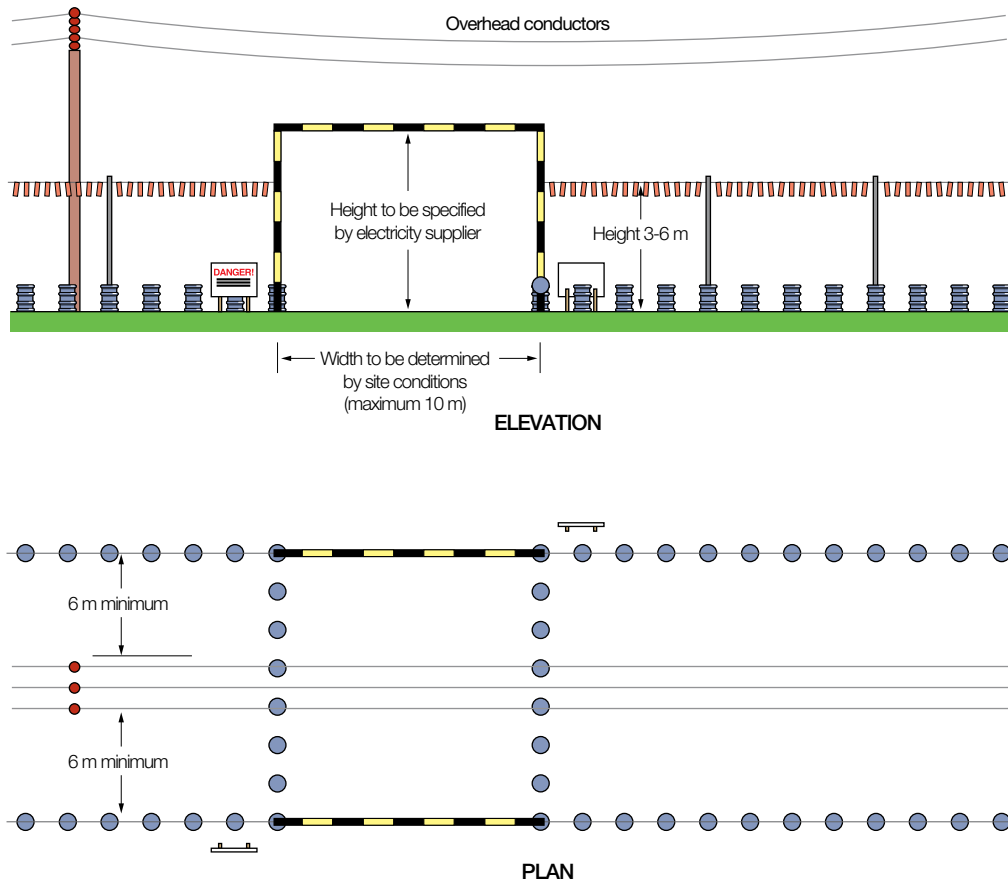 Overhead conductors
Height to be specified
by electricity supplier
Height 3-6 m
DANGER!
Width to be determined
by site conditions
(maximum 10 m)
ELEVATION
6 m minimum
6 m minimum
PLAN